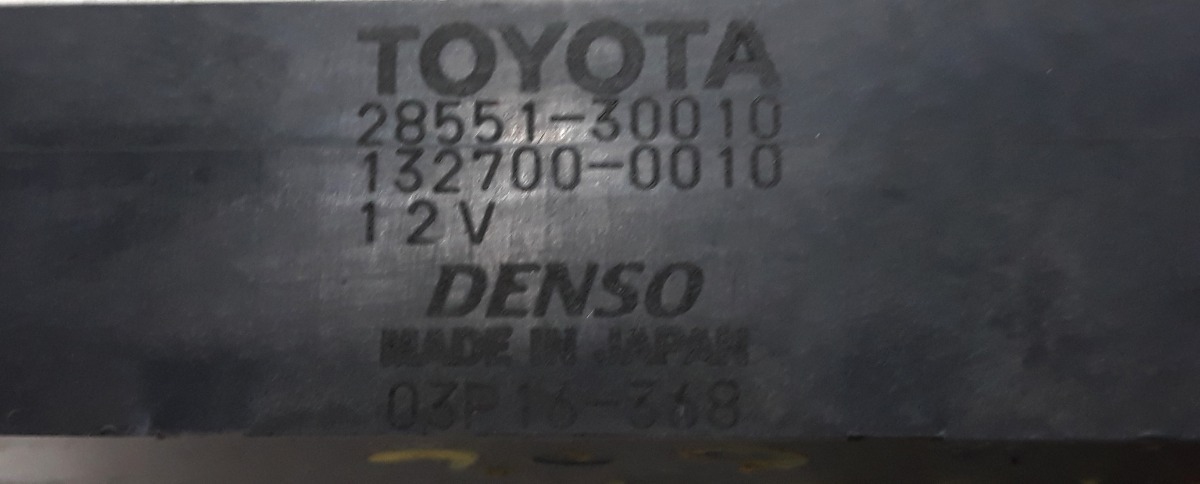 TOYOTA
28551-30010
132700-0010
12V
DENSO
MADE IN JAPAN
03P16-368